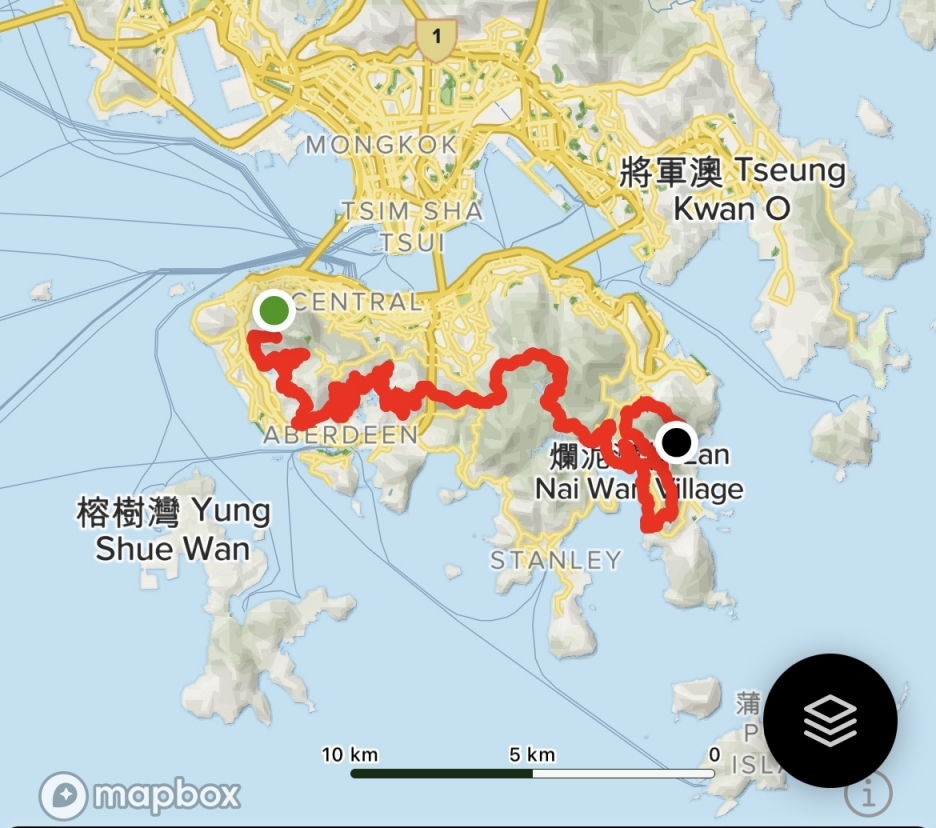 1
MONGKOK
將軍澳 Tseung
Kwan O
TSIM SHA
TSUI
CENTRAL
ABERDEEN
爛泥 Lan
Nai Wan Village
榕樹灣 Yung
Shue Wan
STANLEY
蒲
P
ISL
10 km
5 km
0
mapbox
i